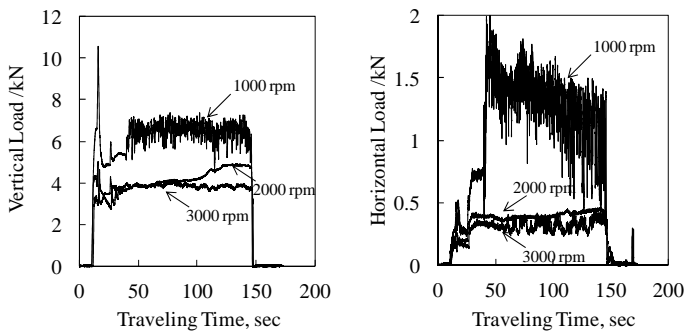 12
10
8
6
4
2
0
0
50
100
150
200
Vertical Load /kN
Traveling Time, sec
1000 rpm
2000 rpm
3000 rpm
2
1.5
1
0.5
0
0
50
100
150
200
Horizontal Load /kN
Traveling Time, sec
1000 rpm
2000 rpm
3000 rpm